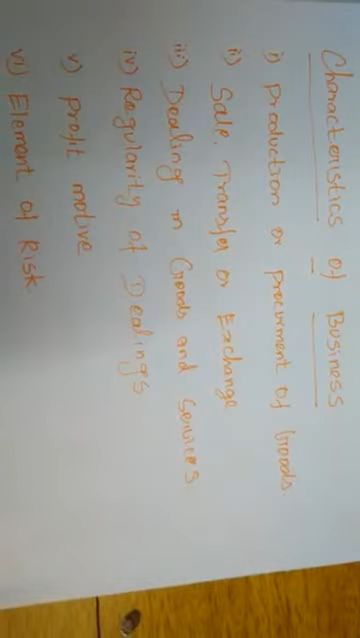 Characteristics of Business
i) Production or procurment of Goods.
ii) Sale, Transfer or Exchange
iii) Dealing in Goods and Services.
iv) Regularity of Dealings
v) Profit motive
vi) Element of Risk